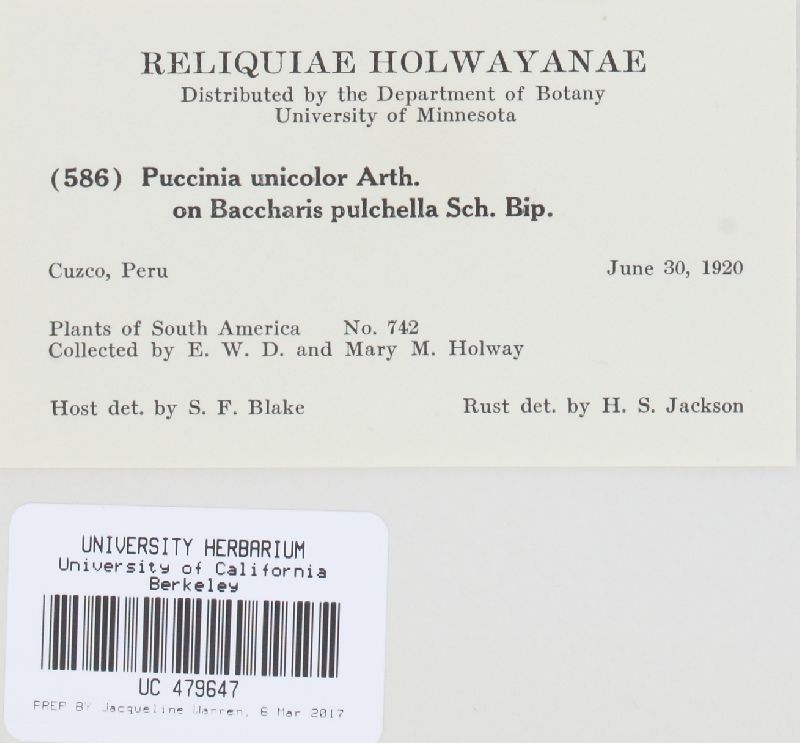 RELIQUIAE HOLWAYANAE
Distributed by the Department of Botany
University of Minnesota
(586) Puccinia unicolor Arth.
on Baccharis pulchella Sch. Bip.
Cuzco, Peru June 30, 1920
Plants of South America No. 742
Collected by E. W. D. and Mary M. Holway
Host det. by S. F. Blake Rust det. by H. S. Jackson
UNIVERSITY HERBARIUM
University of California
Berkeley
UC 479647
PREP BY Jacqueline Warren, 6 Mar 2017